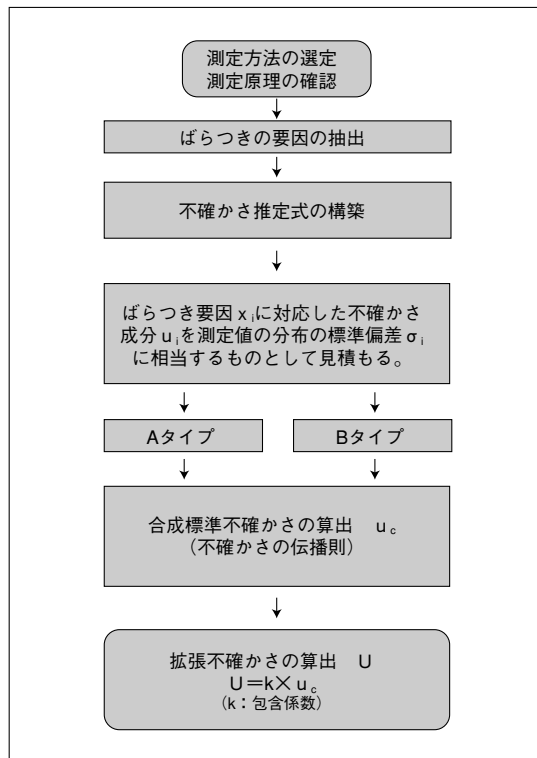 測定方法の選定
測定原理の確認
ばらつきの要因の抽出
不確かさ推定式の構築
ばらつき要因 x i に対応した不確かさ
成分 u i を測定値の分布の標準偏差 σ i
に相当するものとして見積もる。
Aタイプ
Bタイプ
合成標準不確かさの算出 u c
（不確かさの伝播則）
拡張不確かさの算出 U
U＝k×u c
(k：包含係数)